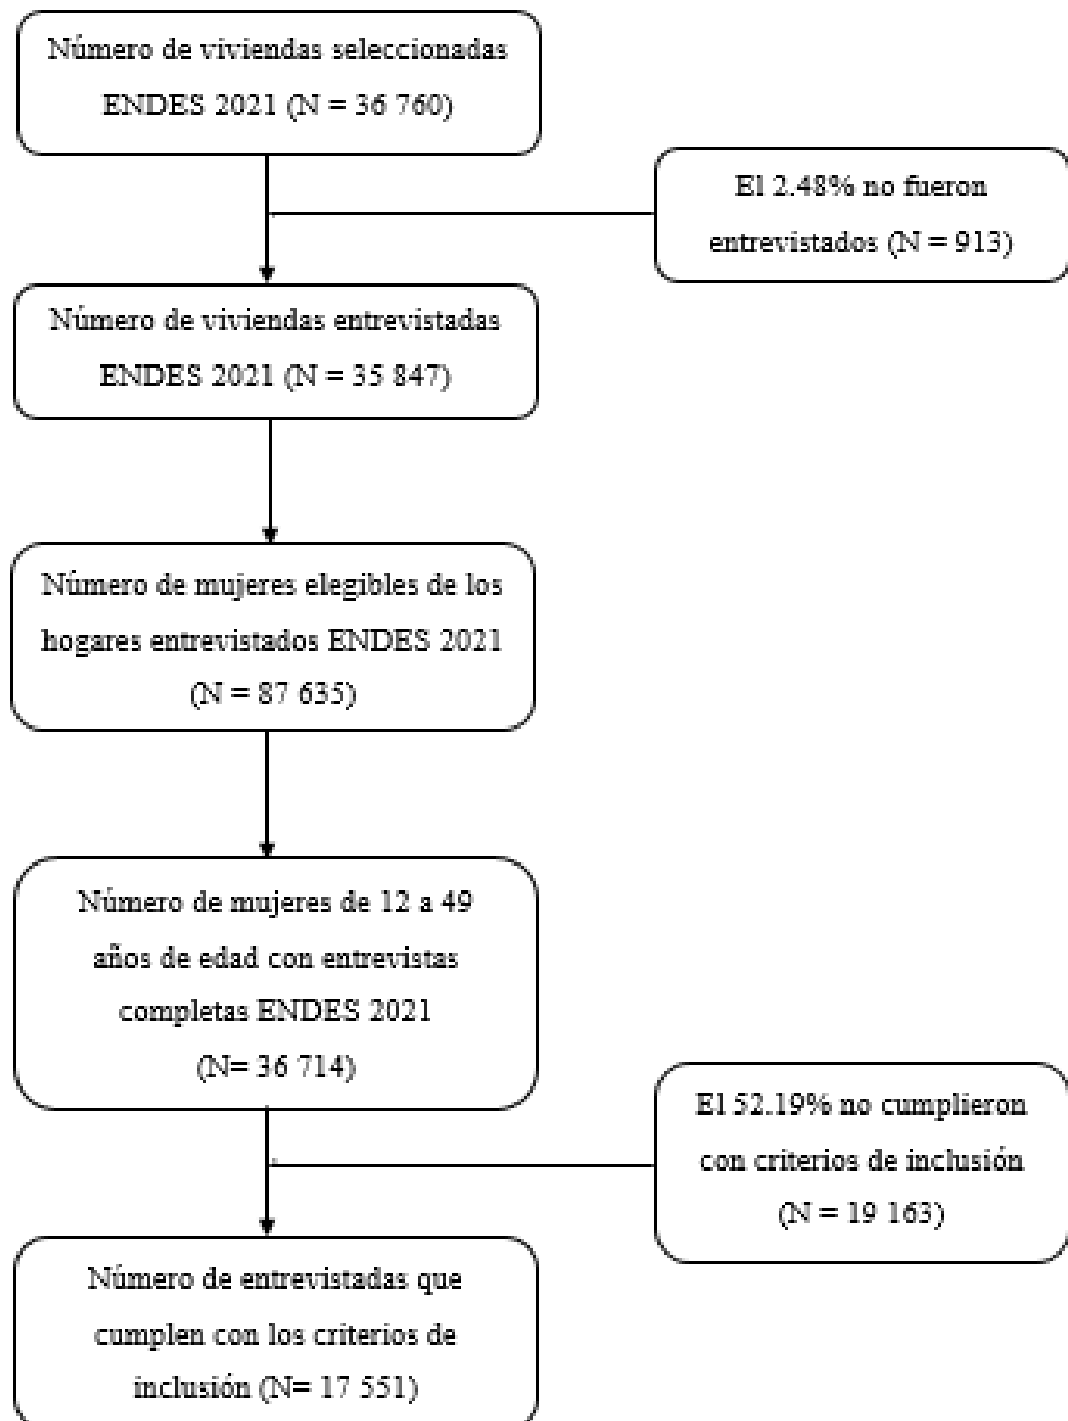 Número de viviendas seleccionadas
ENDES 2021 (N = 36 760)
El 2.48% no fueron
entrevistados (N = 913)
Número de viviendas entrevistadas
ENDES 2021 (N = 35 847)
Número de mujeres elegibles de los
hogares entrevistados ENDES 2021
(N = 87 635)
Número de mujeres de 12 a 49
años de edad con entrevistas
completas ENDES 2021
(N= 36 714)
El 52.19% no cumplieron
con criterios de inclusión
(N = 19 163)
Número de entrevistadas que
cumplen con los criterios de
inclusión (N= 17 551)